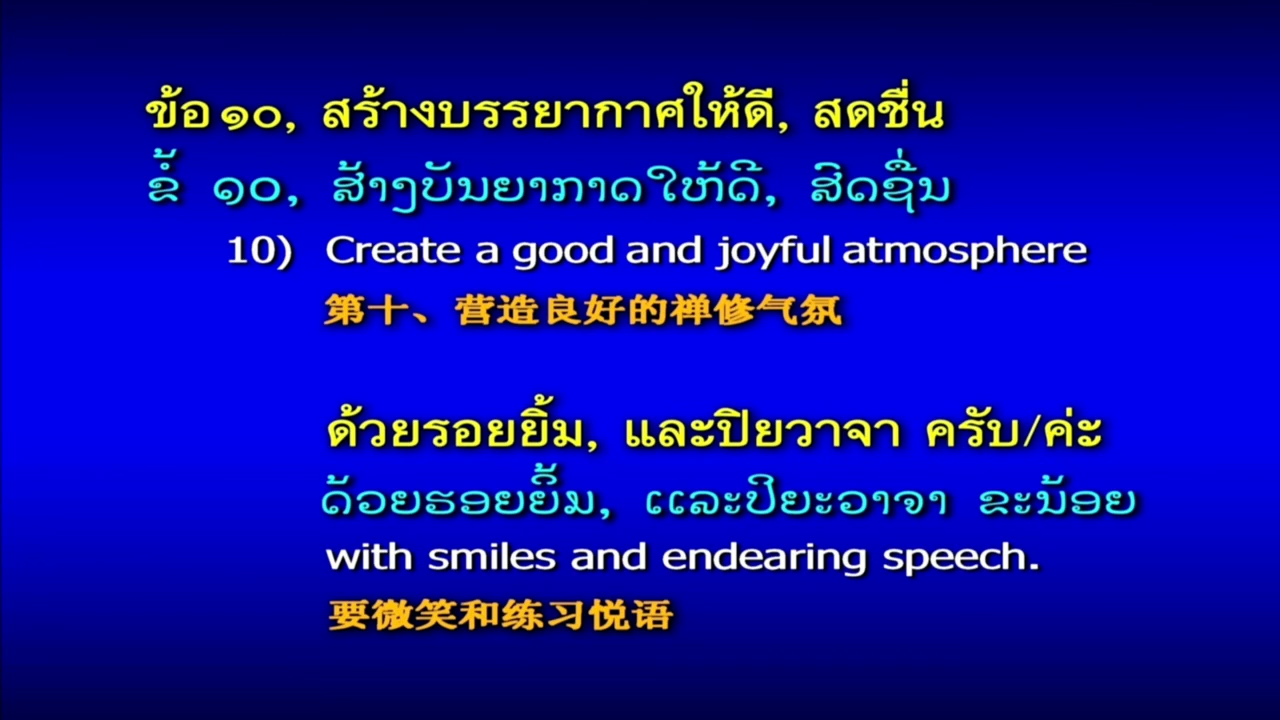 ข้อ ๑๐, สร้างบรรยากาศให้ดี, สดชื่น
ຂໍ້ ໑໐, ສ້າງບັນຍາກາດໃຫ້ດີ, ສົດຊື່ນ
10) Create a good and joyful atmosphere
第十、营造良好的禅修气氛
ด้วยรอยยิ้ม, และปิยวาจา ครับ/ค่ะ
ດ້ວຍຮອຍຍິ້ມ, ແລະປິຍະວາຈາ ຂະນ້ອຍ
with smiles and endearing speech.
要微笑和练习悦语